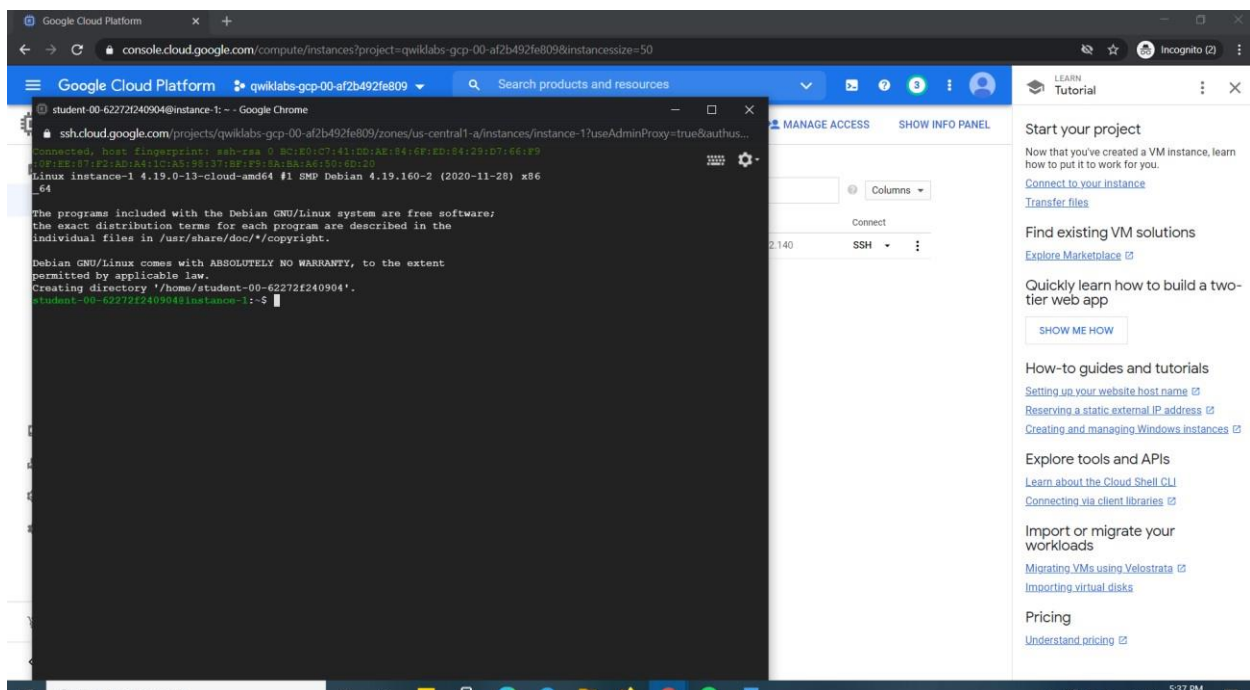 Google Cloud Platform
console.cloud.google.com/compute/instances?project=qwiklabs-gcp-00-af2b492fe809&instancessize=50
Incognito (2)
Google Cloud Platform
qwiklabs-gcp-00-af2b492fe809
Search products and resources
3
student-00-62272f240904@instance-1: ~ - Google Chrome
ssh.cloud.google.com/projects/qwiklabs-gcp-00-af2b492fe809/zones/us-central1-a/instances/instance-1?useAdminProxy=true&authus...
Connected, host fingerprint: ssh-rsa 0 BC:E0:C7:41:DD:AE:84:6F:ED:84:29:D7:66:F9
:0F:EE:87:F2:AD:A4:1C:A5:98:37:BF:F9:8A:BA:A6:50:6D:20
Linux instance-1 4.19.0-13-cloud-amd64 #1 SMP Debian 4.19.160-2 (2020-11-28) x86
_64
The programs included with the Debian GNU/Linux system are free software;
the exact distribution terms for each program are described in the
individual files in /usr/share/doc/*/copyright.
Debian GNU/Linux comes with ABSOLUTELY NO WARRANTY, to the extent
permitted by applicable law.
Creating directory '/home/student-00-62272f240904'.
student-00-62272f240904@instance-1:~$
MANAGE ACCESS
SHOW INFO PANEL
Columns
Connect
2.140
SSH
LEARN
Tutorial
Start your project
Now that you've created a VM instance, learn
how to put it to work for you.
Connect to your instance
Transfer files
Find existing VM solutions
Explore Marketplace
Quickly learn how to build a two-
tier web app
SHOW ME HOW
How-to guides and tutorials
Setting up your website host name
Reserving a static external IP address
Creating and managing Windows instances
Explore tools and APIs
Learn about the Cloud Shell CLI
Connecting via client libraries
Import or migrate your
workloads
Migrating VMs using Velostrata
Importing virtual disks
Pricing
Understand pricing
5:37 PM